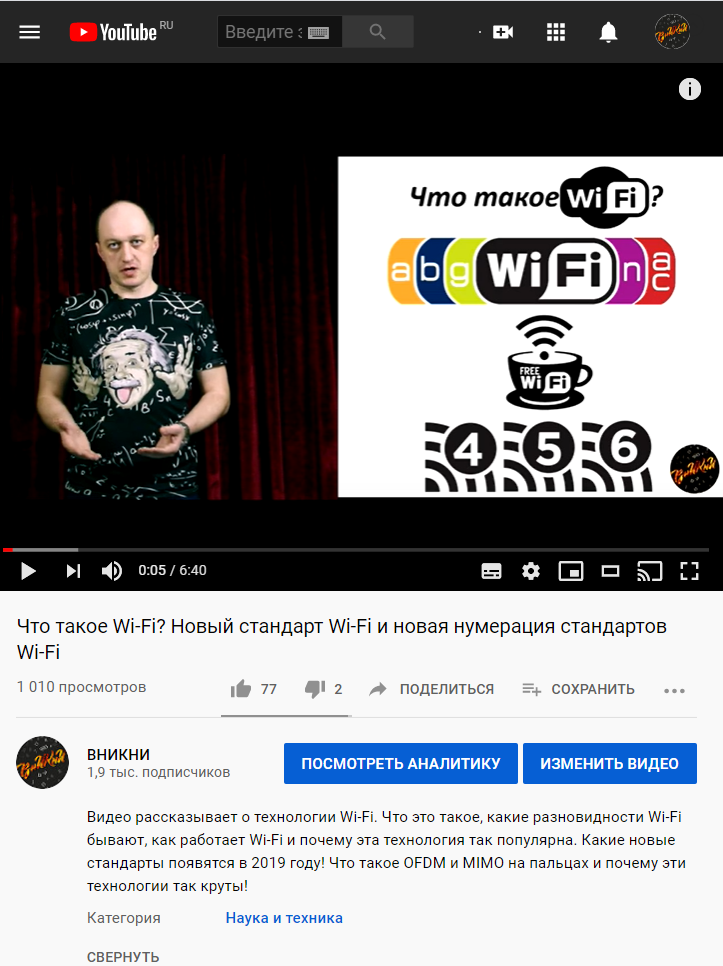 YouTube RU
Введите з
Что такое WiFi?
a b g WiFi n ac
FREE
WiFi
4 5 6
0:05 / 6:40
Что такое Wi-Fi? Новый стандарт Wi-Fi и новая нумерация стандартов
Wi-Fi
1 010 просмотров
77
2
ПОДЕЛИТЬСЯ
СОХРАНИТЬ
ВНИКНИ
1,9 тыс. подписчиков
ПОСМОТРЕТЬ АНАЛИТИКУ
ИЗМЕНИТЬ ВИДЕО
Видео рассказывает о технологии Wi-Fi. Что это такое, какие разновидности Wi-Fi
бывают, как работает Wi-Fi и почему эта технология так популярна. Какие новые
стандарты появятся в 2019 году! Что такое OFDM и MIMO на пальцах и почему эти
технологии так круты!
Категория
Наука и техника
СВЕРНУТЬ